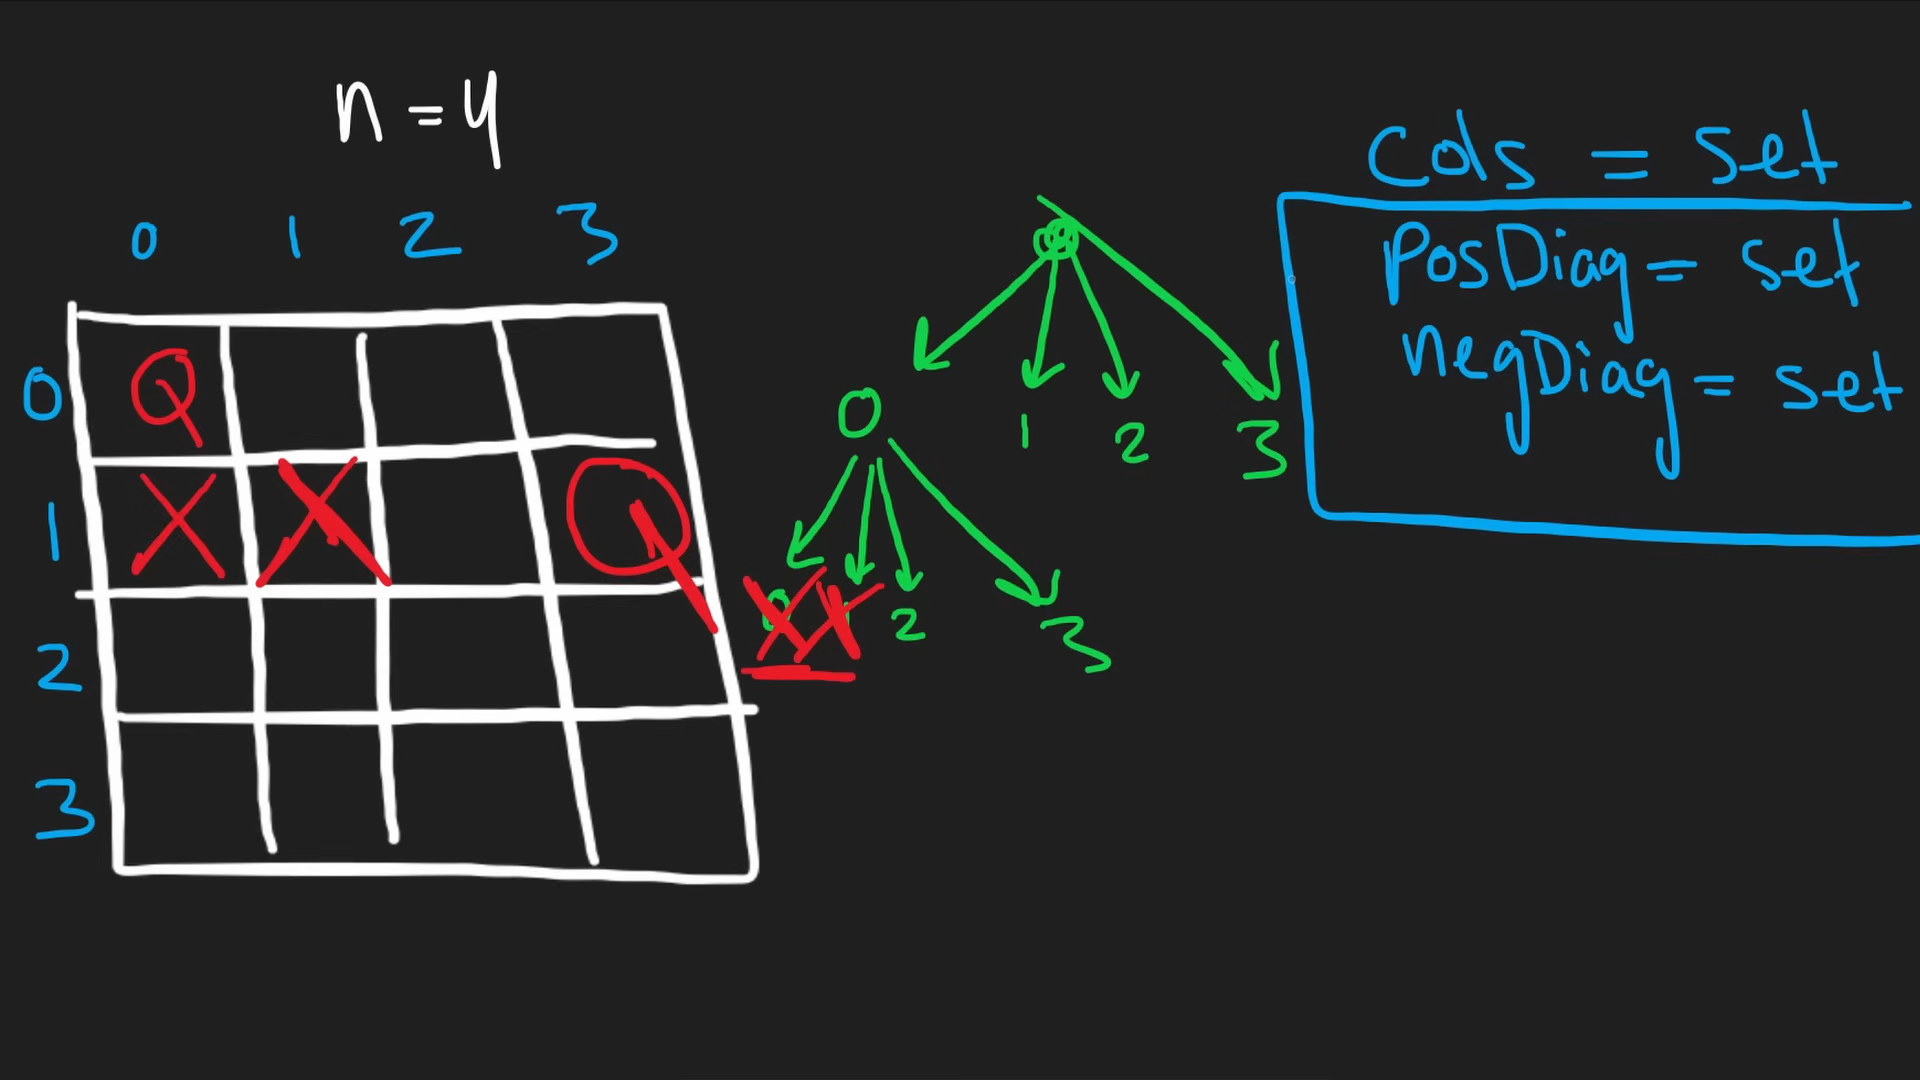 n = 4
Cols = set
PosDiag = set
negDiag = set
0 1 2 3
0 Q
1 X X Q
2
3
0 1 2 3
0 2 3